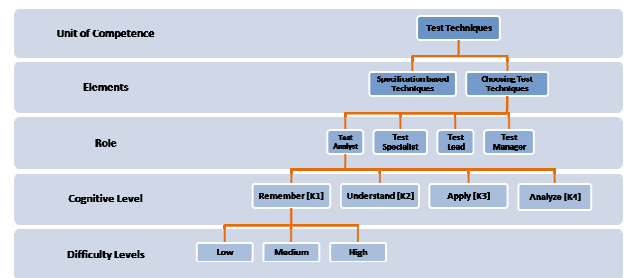 Unit of Competence
Test Techniques
Elements
Specification based
Techniques
Choosing Test
Techniques
Role
Test
Analyst
Test
Specialist
Test
Lead
Test
Manager
Cognitive Level
Remember [K1]
Understand [K2]
Apply [K3]
Analyze [K4]
Difficulty Levels
Low
Medium
High